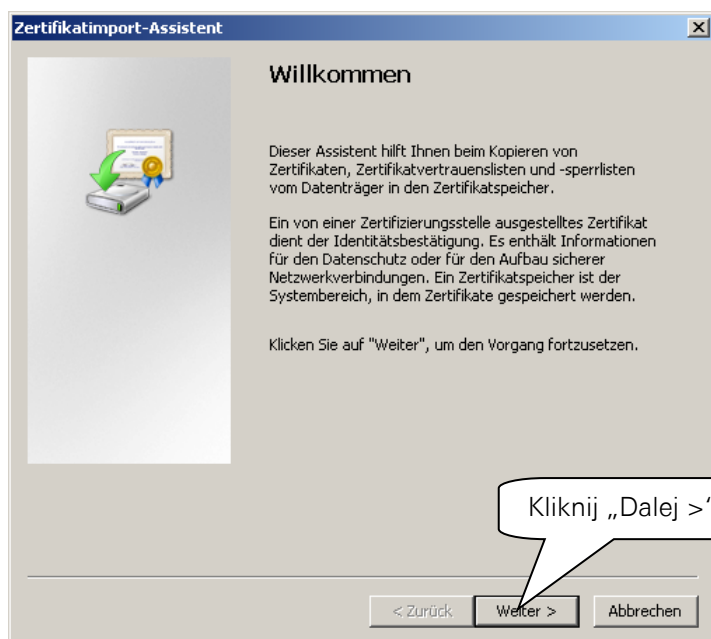 Zertifikatimport-Assistent
Willkommen
Dieser Assistent hilft Ihnen beim Kopieren von
Zertifikaten, Zertifikatvertrauenslisten und -sperrlisten
vom Datenträger in den Zertifikatspeicher.
Ein von einer Zertifizierungsstelle ausgestelltes Zertifikat
dient der Identitätsbestätigung. Es enthält Informationen
für den Datenschutz oder für den Aufbau sicherer
Netzwerkverbindungen. Ein Zertifikatspeicher ist der
Systembereich, in dem Zertifikate gespeichert werden.
Klicken Sie auf "Weiter", um den Vorgang fortzusetzen.
Kliknij „Dalej >“
< Zurück Weiter > Abbrechen